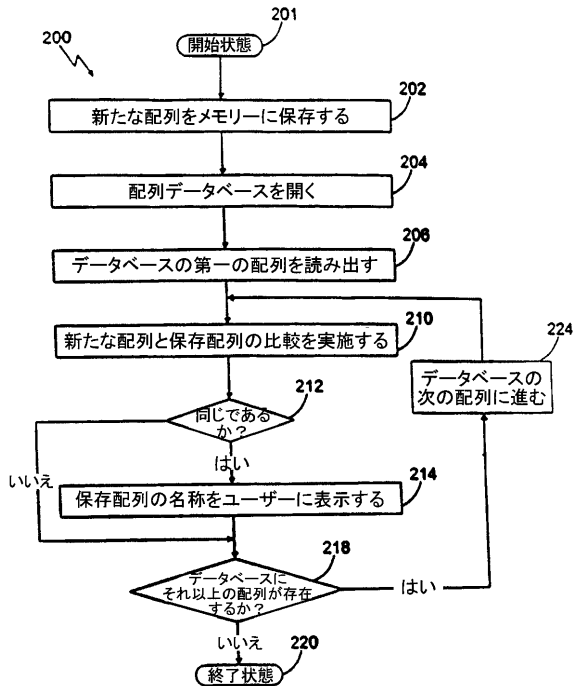 200
201
開始状態
202
新たな配列をメモリーに保存する
204
配列データベースを開く
206
データベースの第一の配列を読み出す
210
新たな配列と保存配列の比較を実施する
224
データベースの
次の配列に進む
212
同じである
か？
はい
いいえ
214
保存配列の名称をユーザーに表示する
218
データベースに
それ以上の配列が存在
するか？
はい
いいえ
220
終了状態